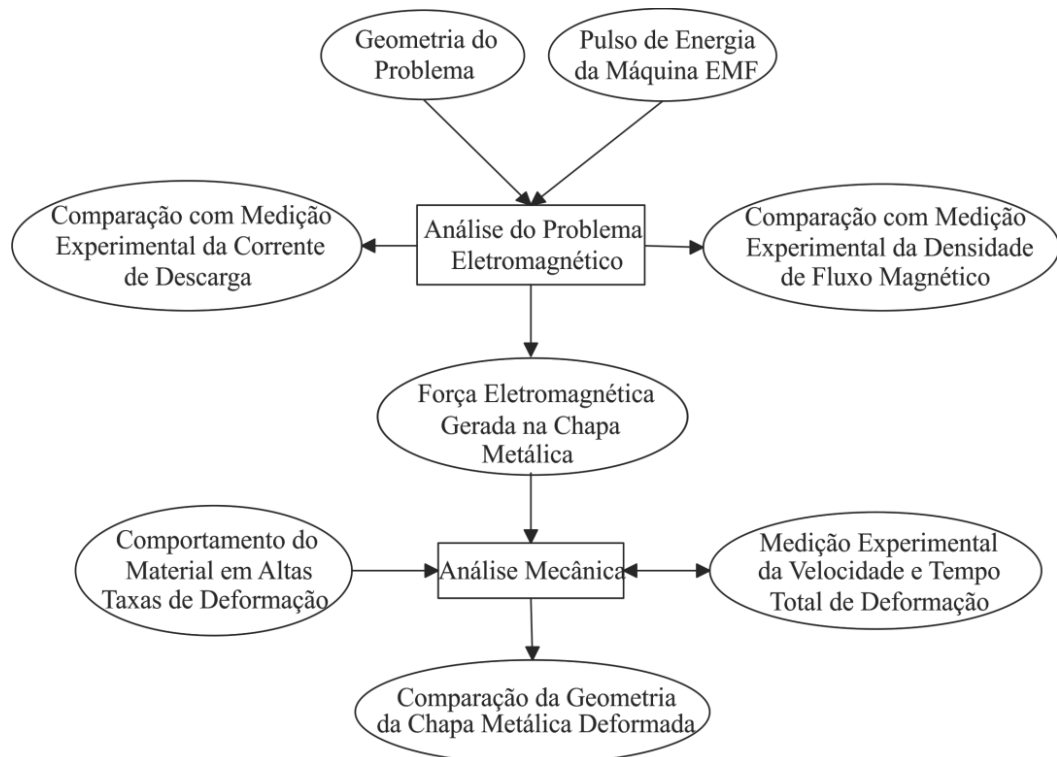 Geometria do
Problema
Pulso de Energia
da Máquina EMF
Comparação com Medição
Experimental da Corrente
de Descarga
Análise do Problema
Eletromagnético
Comparação com Medição
Experimental da Densidade
de Fluxo Magnético
Força Eletromagnética
Gerada na Chapa
Metálica
Comportamento do
Material em Altas
Taxas de Deformação
Análise Mecânica
Medição Experimental
da Velocidade e Tempo
Total de Deformação
Comparação da Geometria
da Chapa Metálica Deformada